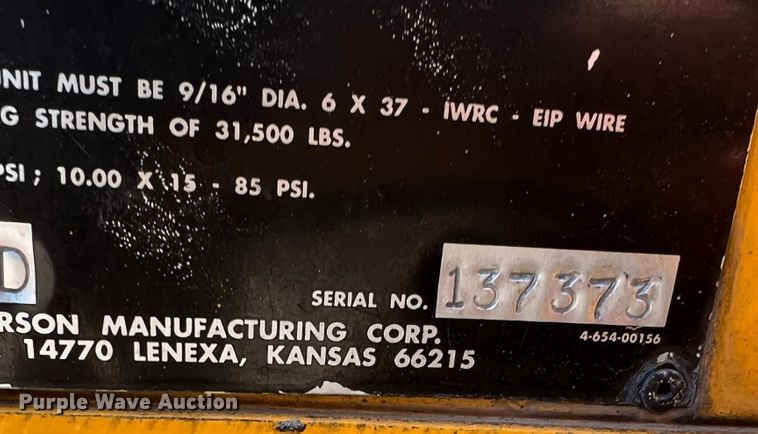 UNIT MUST BE 9/16" DIA. 6 X 37 - IWRC - EIP WIRE
G STRENGTH OF 31,500 LBS.
PSI ; 10.00 X 15 - 85 PSI.
D
SERIAL NO. 137373
RSON MANUFACTURING CORP.
4-654-00156
14770 LENEXA, KANSAS 66215
Purple Wave Auction